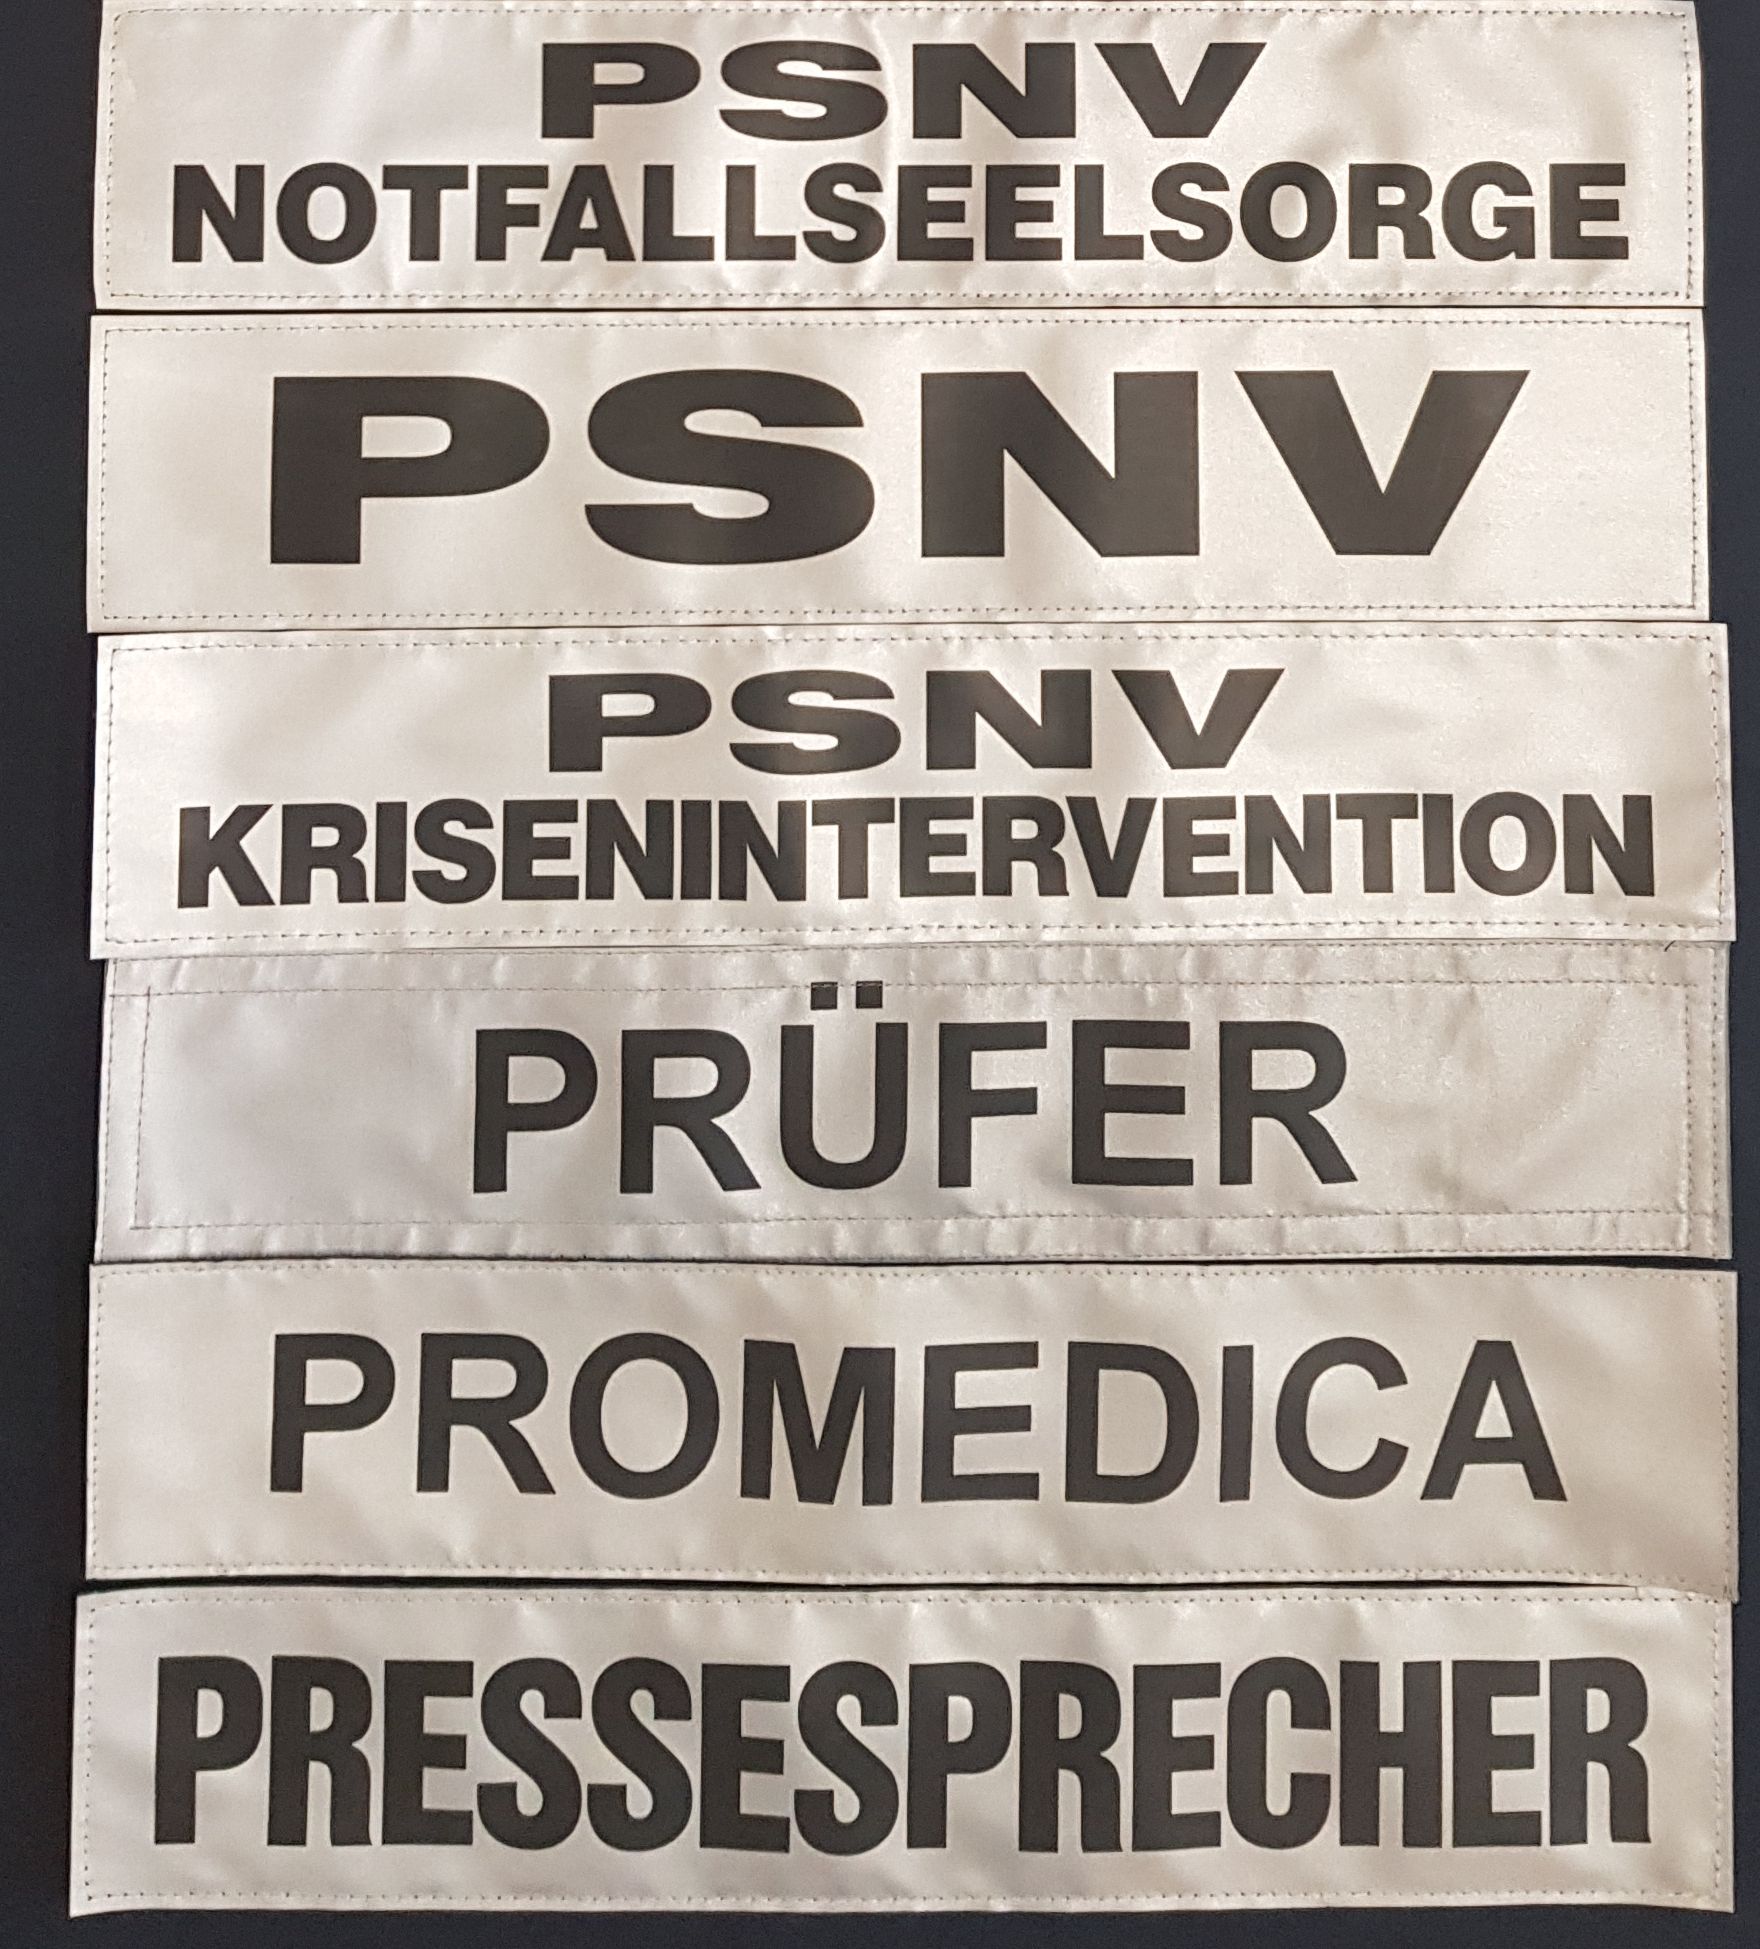 PSNV
NOTFALLSEELSORGE
PSNV
PSNV
KRISENINTERVENTION
PRÜFER
PROMEDICA
PRESSESPRECHER